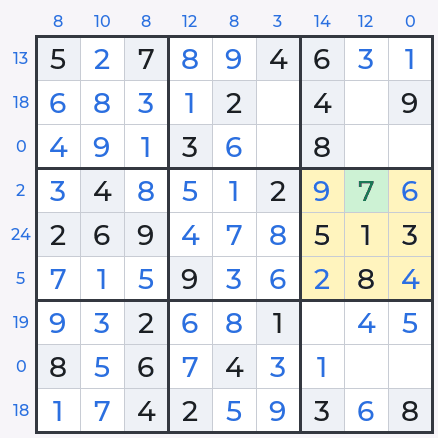 8 10 8 12 8 3 14 12 0
13 5 2 7 8 9 4 6 3 1
18 6 8 3 1 2 4 9
0 4 9 1 3 6 8
2 3 4 8 5 1 2 9 7 6
24 2 6 9 4 7 8 5 1 3
5 7 1 5 9 3 6 2 8 4
19 9 3 2 6 8 1 4 5
0 8 5 6 7 4 3 1
18 1 7 4 2 5 9 3 6 8